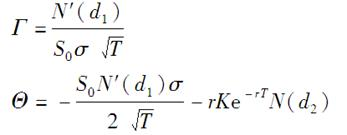 Γ = N′(d₁) / (S₀σ √T)
Θ = − S₀N′(d₁)σ / (2 √T) − rKe^(−rT) N(d₂)